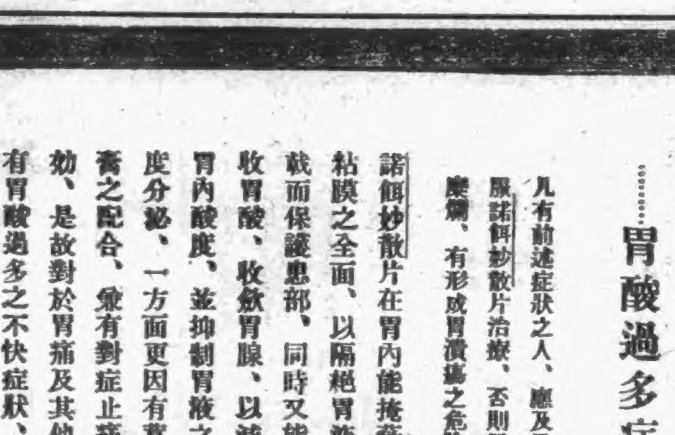 胃酸過多
凡有前述症狀之人、應及
服諾餌妙散片治療、否則
糜爛、有形成胃潰瘍之危
諾餌妙散片在胃內能掩
粘膜之全面、以隔絕胃
戟而保護患部、同時又能
收胃酸、收歛胃腺、以減
胃內酸度、並抑制胃液之
度分泌、一方面更因有
膏之配合、兼有對症止
効、是故對於胃痛及其他
有胃酸過多之不快症狀、